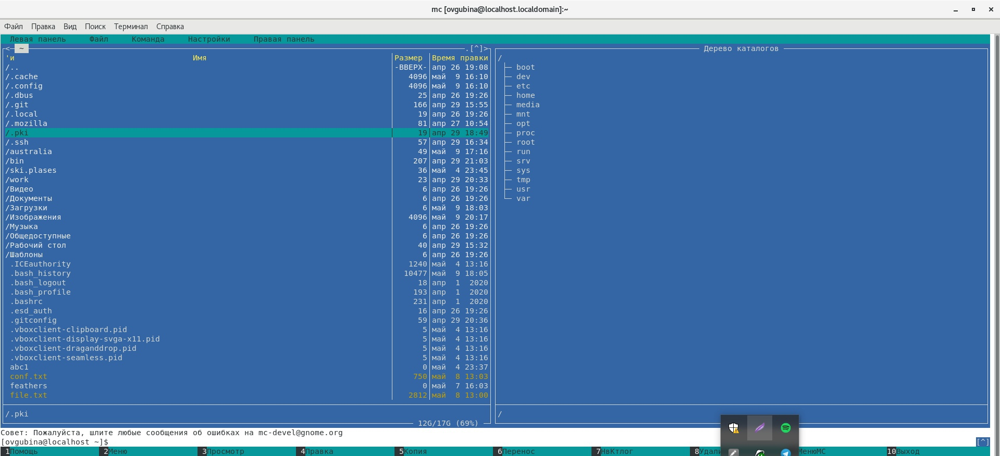 mc [ovgubina@localhost.localdomain]:~
Файл Правка Вид Поиск Терминал Справка
Левая панель Файл Команда Настройки Правая панель
<─ ~ .[^]> Дерево каталогов
'и Имя Размер Время правки /
/.. -ВВЕРХ- апр 26 19:08 boot
/.cache 4096 май 9 16:10 dev
/.config 4096 май 9 16:10 etc
/.dbus 25 апр 26 19:26 home
/.git 166 апр 29 15:55 media
/.local 19 апр 26 19:26 mnt
/.mozilla 81 апр 27 10:54 opt
/.pki 19 апр 29 18:49 proc
/.ssh 57 апр 29 16:34 root
/australia 49 май 9 17:16 run
/bin 207 апр 29 21:03 srv
/ski.plases 36 май 4 23:45 sys
/work 23 апр 29 20:33 tmp
/Видео 6 апр 26 19:26 usr
/Документы 6 апр 26 19:26 var
/Загрузки 6 май 9 18:03
/Изображения 4096 май 9 20:17
/Музыка 6 апр 26 19:26
/Общедоступные 6 апр 26 19:26
/Рабочий стол 40 апр 29 15:32
/Шаблоны 6 апр 26 19:26
.ICEauthority 1240 май 4 13:16
.bash_history 10477 май 9 18:05
.bash_logout 18 апр 1 2020
.bash_profile 193 апр 1 2020
.bashrc 231 апр 1 2020
.esd_auth 16 апр 26 19:26
.gitconfig 59 апр 29 20:36
.vboxclient-clipboard.pid 5 май 4 13:16
.vboxclient-display-svga-x11.pid 5 май 4 13:16
.vboxclient-draganddrop.pid 5 май 4 13:16
.vboxclient-seamless.pid 5 май 4 13:16
abc1 0 май 4 23:37
conf.txt 750 май 8 13:03
feathers 0 май 7 16:03
file.txt 2812 май 8 13:00
/.pki /
12G/17G (69%)
Совет: Пожалуйста, шлите любые сообщения об ошибках на mc-devel@gnome.org
[ovgubina@localhost ~]$ [^]
1Помощь 2Меню 3Просмотр 4Правка 5Копия 6Перенос 7НвКтлог 8Удали МенюМС 10Выход